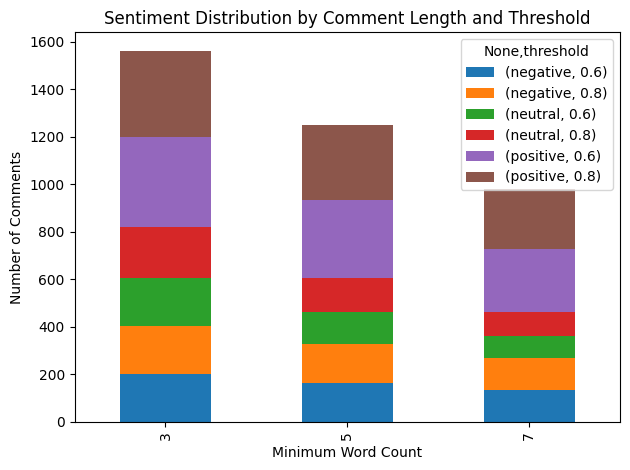 Sentiment Distribution by Comment Length and Threshold
Number of Comments
1600
1400
1200
1000
800
600
400
200
0
None,threshold
(negative, 0.6)
(negative, 0.8)
(neutral, 0.6)
(neutral, 0.8)
(positive, 0.6)
(positive, 0.8)
3
5
7
Minimum Word Count